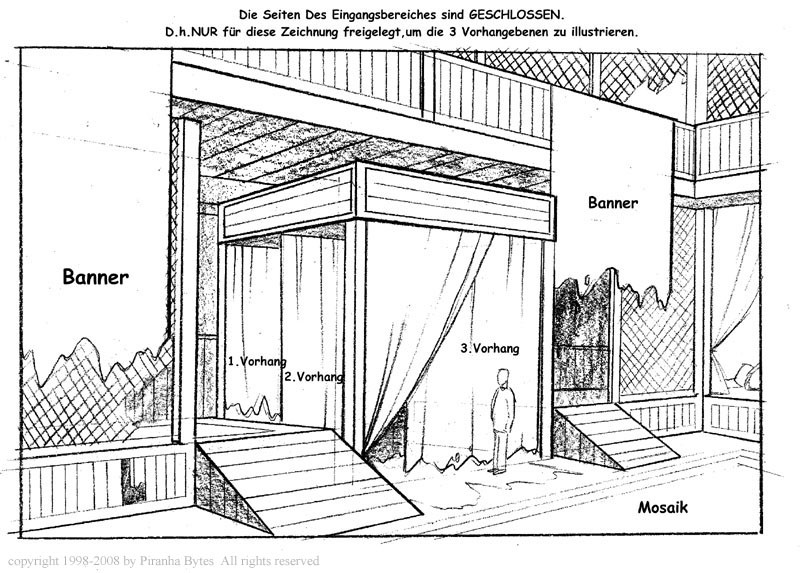 Die Seiten Des Eingangsbereiches sind GESCHLOSSEN.
D.h.NUR für diese Zeichnung freigelegt,um die 3 Vorhangebenen zu illustrieren.
Banner
Banner
1.Vorhang
2.Vorhang
3.Vorhang
Mosaik
copyright 1998-2008 by Piranha Bytes All rights reserved